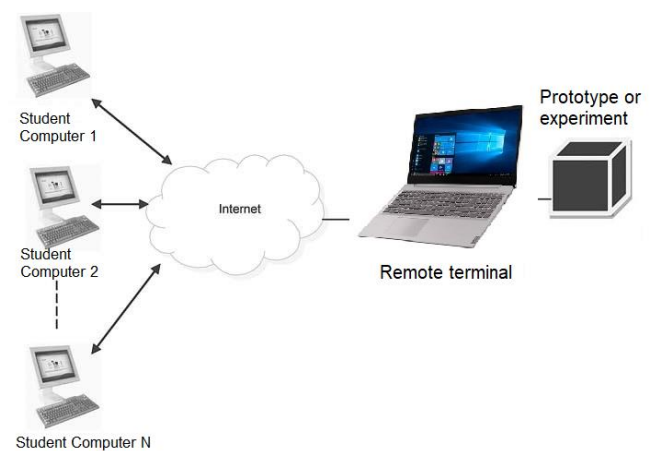 Student
Computer 1
Student
Computer 2
Student Computer N
Internet
Remote terminal
Prototype or
experiment